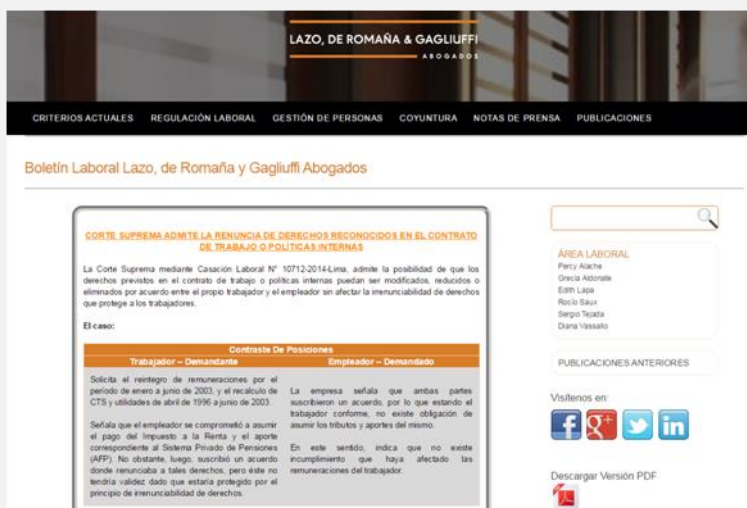 LAZO, DE ROMAÑA & GAGLIUFFI
ABOGADOS
CRITERIOS ACTUALES REGULACIÓN LABORAL GESTIÓN DE PERSONAS COYUNTURA NOTAS DE PRENSA PUBLICACIONES
Boletín Laboral Lazo, de Romaña y Gagliuffi Abogados
CORTE SUPREMA ADMITE LA RENUNCIA DE DERECHOS RECONOCIDOS EN EL CONTRATO
DE TRABAJO O POLÍTICAS INTERNAS
La Corte Suprema mediante Casación Laboral N° 10712-2014-Lima, admite la posibilidad de que los
derechos previstos en el contrato de trabajo o políticas internas puedan ser modificados, reducidos o
eliminados por acuerdo entre el propio trabajador y el empleador sin afectar la irrenunciabilidad de derechos
que protege a los trabajadores.
El caso:
Contraste De Posiciones
Trabajador – Demandante Empleador – Demandado
Solicita el reintegro de remuneraciones por el
período de enero a junio de 2003, y el recalculo de
CTS y utilidades de abril de 1996 a junio de 2003.
Señala que el empleador se comprometió a asumir
el pago del Impuesto a la Renta y el aporte
correspondiente al Sistema Privado de Pensiones
(AFP). No obstante, luego, suscribió un acuerdo
donde renunciaba a tales derechos, pero éste no
tendría validez dado que estaría protegido por el
principio de irrenunciabilidad de derechos.
La empresa señala que ambas partes
suscribieron un acuerdo, por lo que estando el
trabajador conforme, no existe obligación de
asumir los tributos y aportes del mismo.
En este sentido, indica que no existe
incumplimiento que haya afectado las
remuneraciones del trabajador.
ÁREA LABORAL
Percy Alache
Grecia Aldonate
Edith Lapa
Rocío Saux
Sergio Tejada
Diana Vassallo
PUBLICACIONES ANTERIORES
Visítenos en:
f g+ in
Descargar Versión PDF